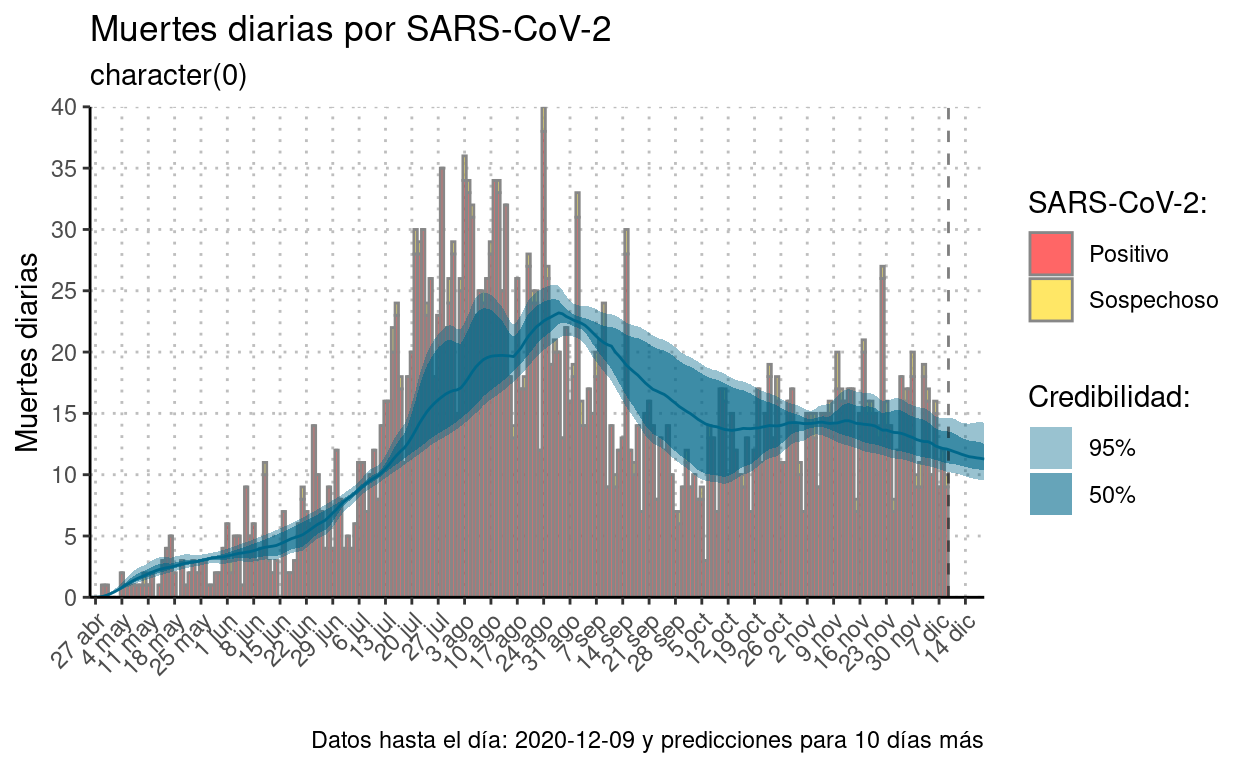 Muertes diarias por SARS-CoV-2
character(0)
Muertes diarias
40
35
30
25
20
15
10
5
0
27 abr
4 may
11 may
18 may
25 may
1 jun
8 jun
15 jun
22 jun
29 jun
6 jul
13 jul
20 jul
27 jul
3 ago
10 ago
17 ago
24 ago
31 ago
7 sep
14 sep
21 sep
28 sep
5 oct
12 oct
19 oct
26 oct
2 nov
9 nov
16 nov
23 nov
30 nov
7 dic
14 dic
SARS-CoV-2:
Positivo
Sospechoso
Credibilidad:
95%
50%
Datos hasta el día: 2020-12-09 y predicciones para 10 días más